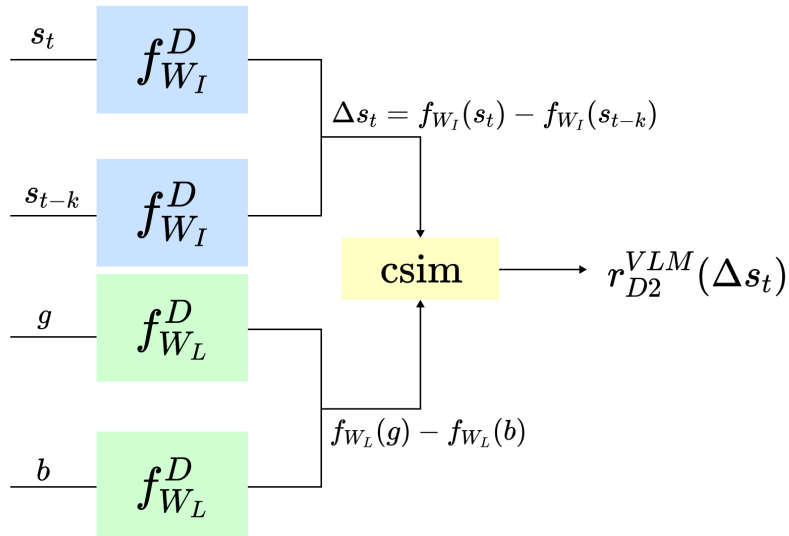 s_t
f^D_{W_I}
Δs_t = f_{W_I}(s_t) − f_{W_I}(s_{t−k})
s_{t−k}
f^D_{W_I}
csim
r^{VLM}_{D2}(Δs_t)
g
f^D_{W_L}
f_{W_L}(g) − f_{W_L}(b)
b
f^D_{W_L}